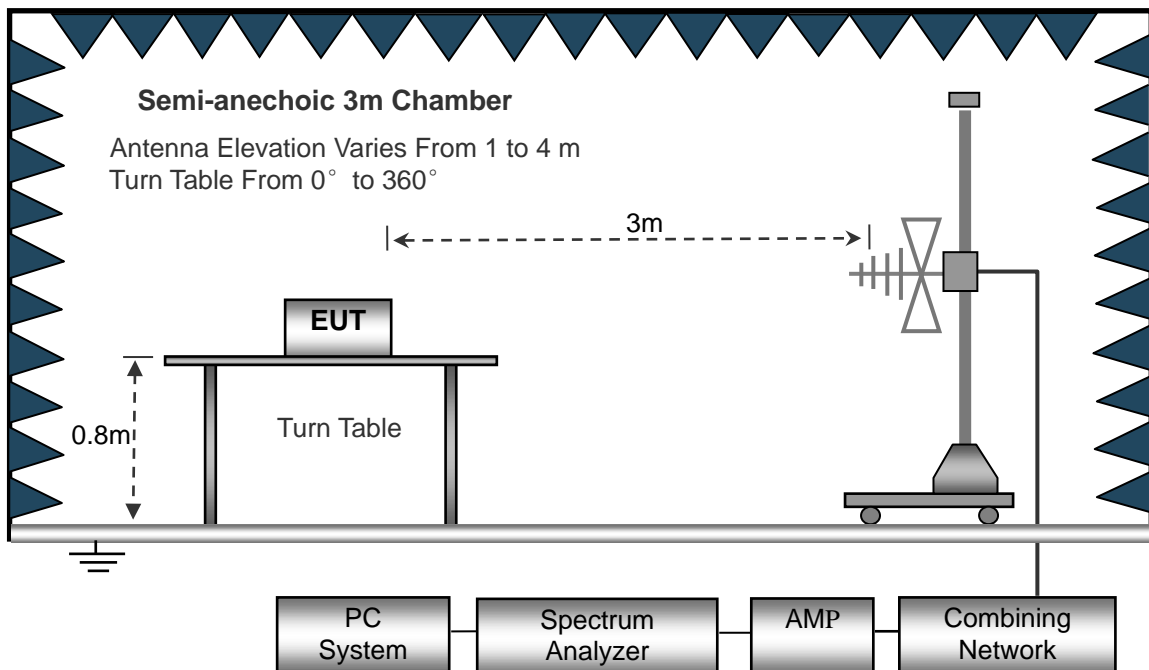 Semi-anechoic 3m Chamber
Antenna Elevation Varies From 1 to 4 m
Turn Table From 0° to 360°
3m
EUT
0.8m
Turn Table
PC
System
Spectrum
Analyzer
AMP
Combining
Network